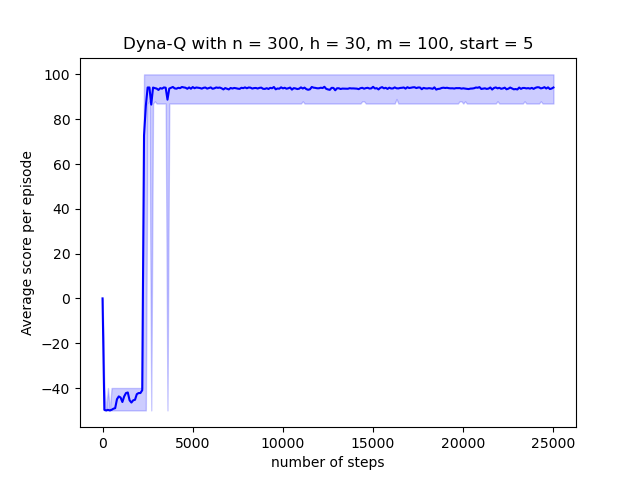 Dyna-Q with n = 300, h = 30, m = 100, start = 5
Average score per episode
100
80
60
40
20
0
−20
−40
0 5000 10000 15000 20000 25000
number of steps